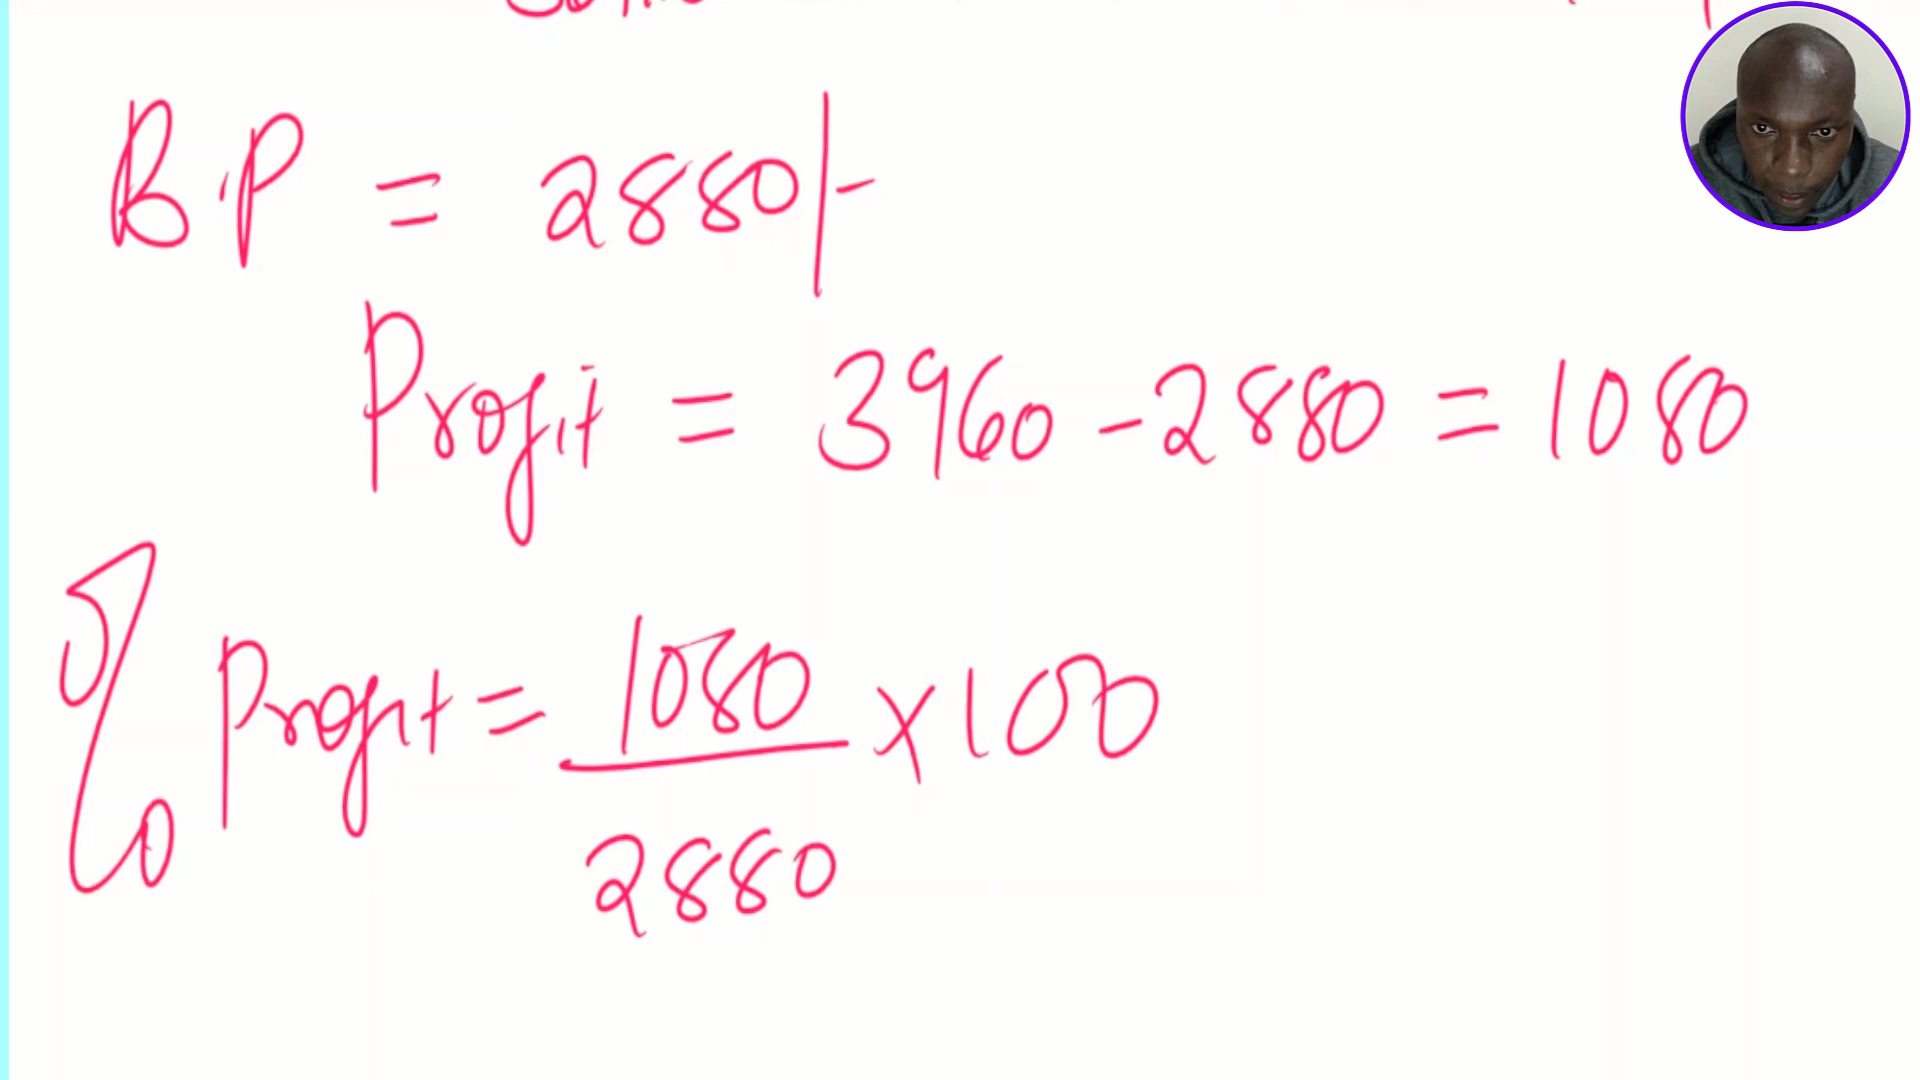 B.P = 2880/-
Profit = 3960 - 2880 = 1080
% Profit = 1080/2880 x 100